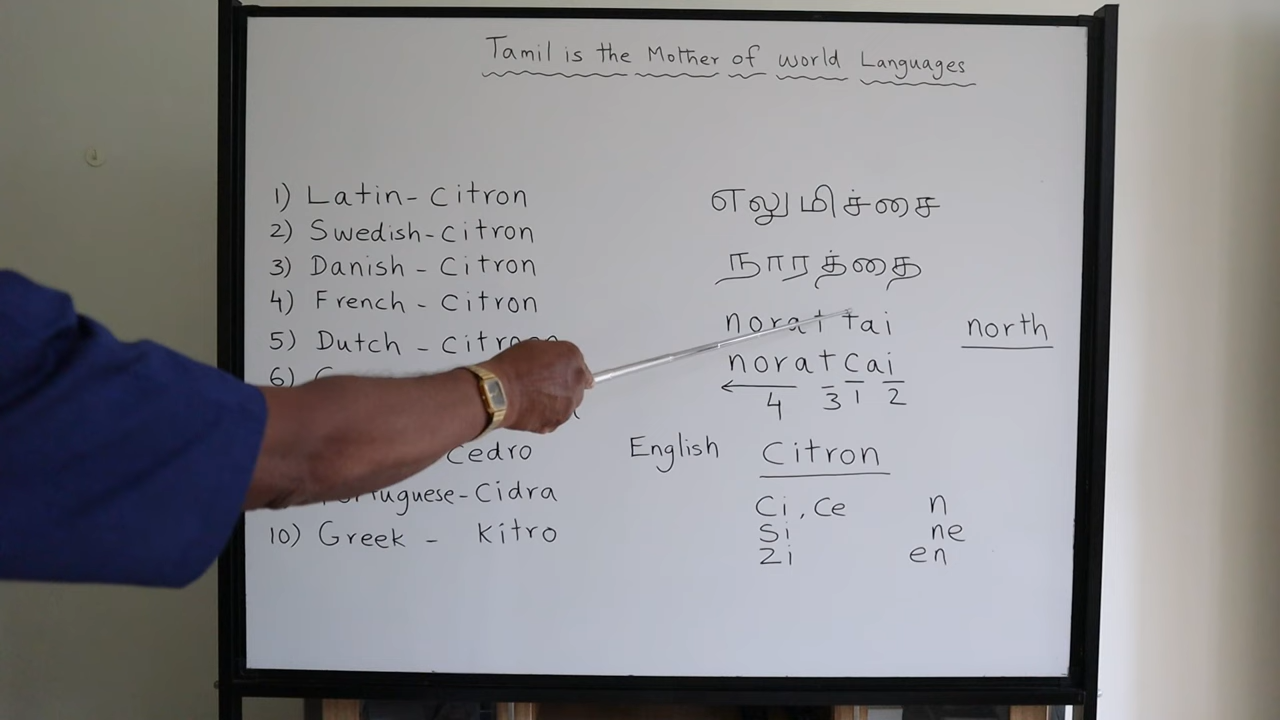 Tamil is the Mother of world Languages
1) Latin - Citron
2) Swedish - Citron
3) Danish - Citron
4) French - Citron
5) Dutch -
6)
Cedro
Portuguese - Cidra
10) Greek - Kitro
எலுமிச்சை
நாரத்தை
norattai
north
noratcai
4 3 1 2
English Citron
Ci, Ce n
Si ne
Zi en